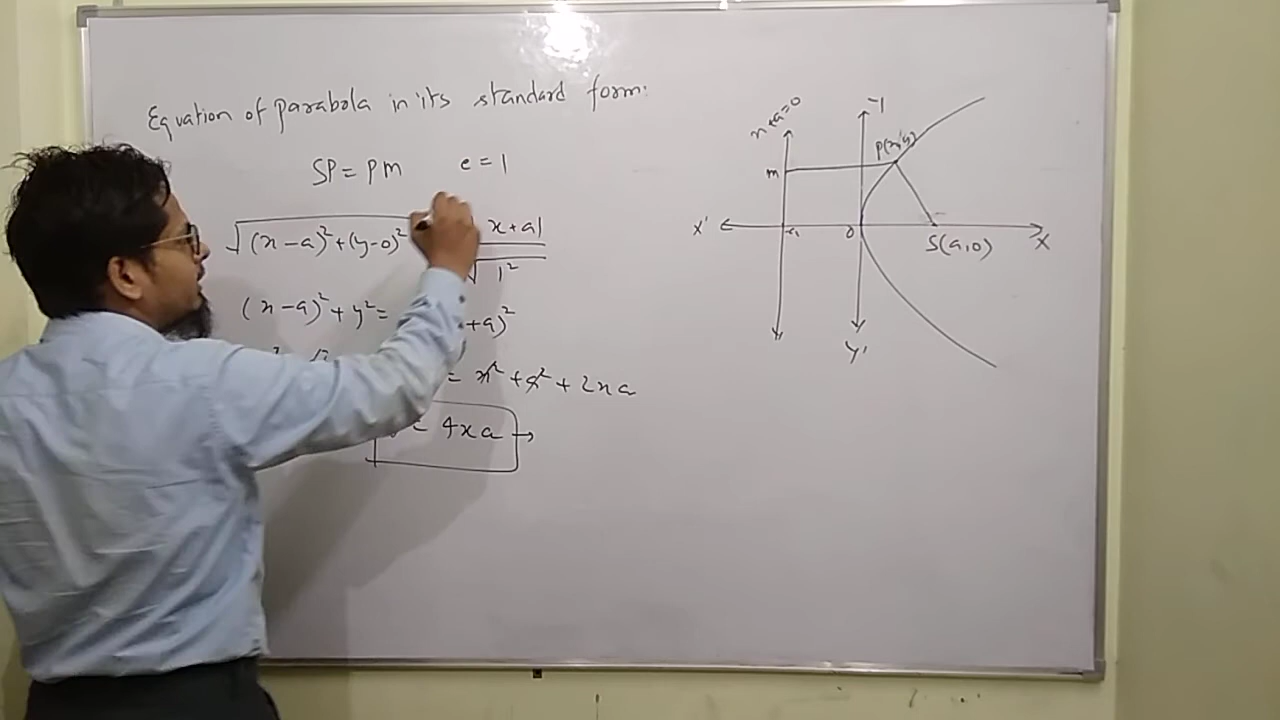 Equation of parabola in its standard form.
SP = PM e = 1
√(x-a)²+(y-0)² x+a|
√1²
(x-a)²+y²= +a)²
= x²+a²+2xa
= 4xa
x+a=0
P(x,y)
M
X' -a O S(a,0) X
Y'